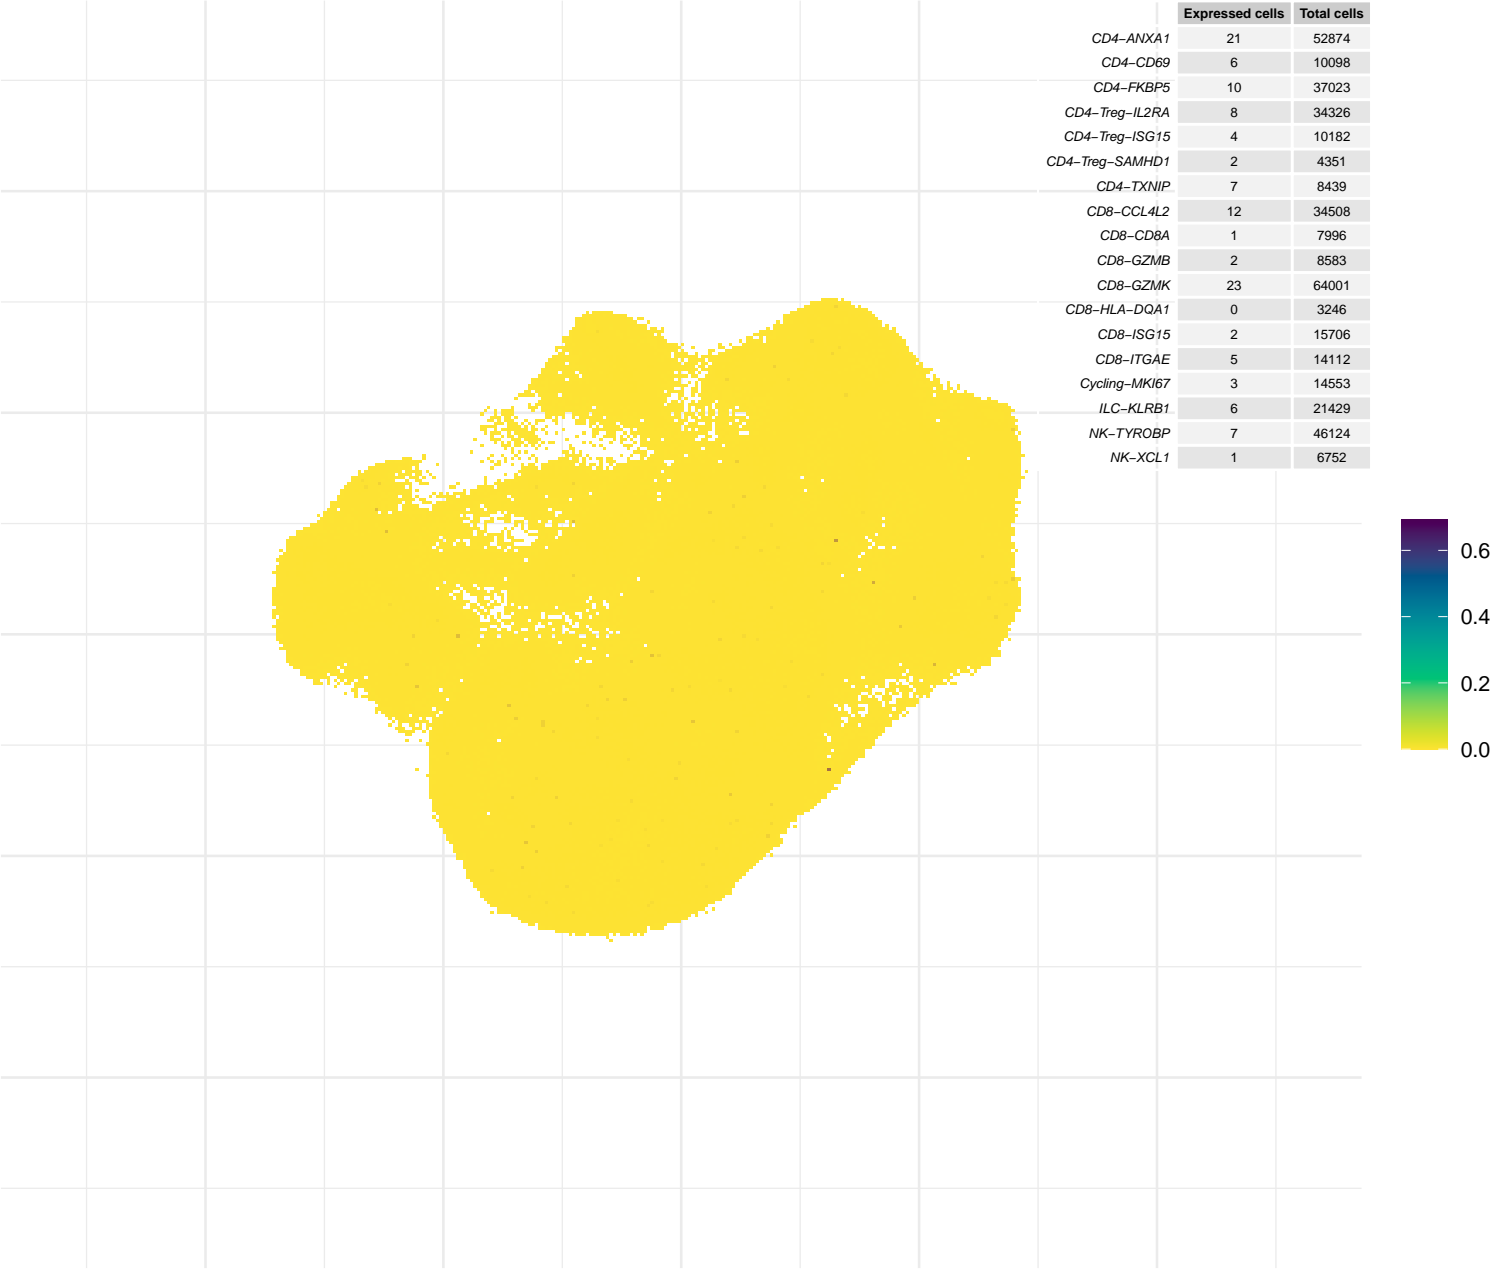 Expressed cells Total cells
CD4−ANXA1 21 52874
CD4−CD69 6 10098
CD4−FKBP5 10 37023
CD4−Treg−IL2RA 8 34326
CD4−Treg−ISG15 4 10182
CD4−Treg−SAMHD1 2 4351
CD4−TXNIP 7 8439
CD8−CCL4L2 12 34508
CD8−CD8A 1 7996
CD8−GZMB 2 8583
CD8−GZMK 23 64001
CD8−HLA−DQA1 0 3246
CD8−ISG15 2 15706
CD8−ITGAE 5 14112
Cycling−MKI67 3 14553
ILC−KLRB1 6 21429
NK−TYROBP 7 46124
NK−XCL1 1 6752
0.6
0.4
0.2
0.0